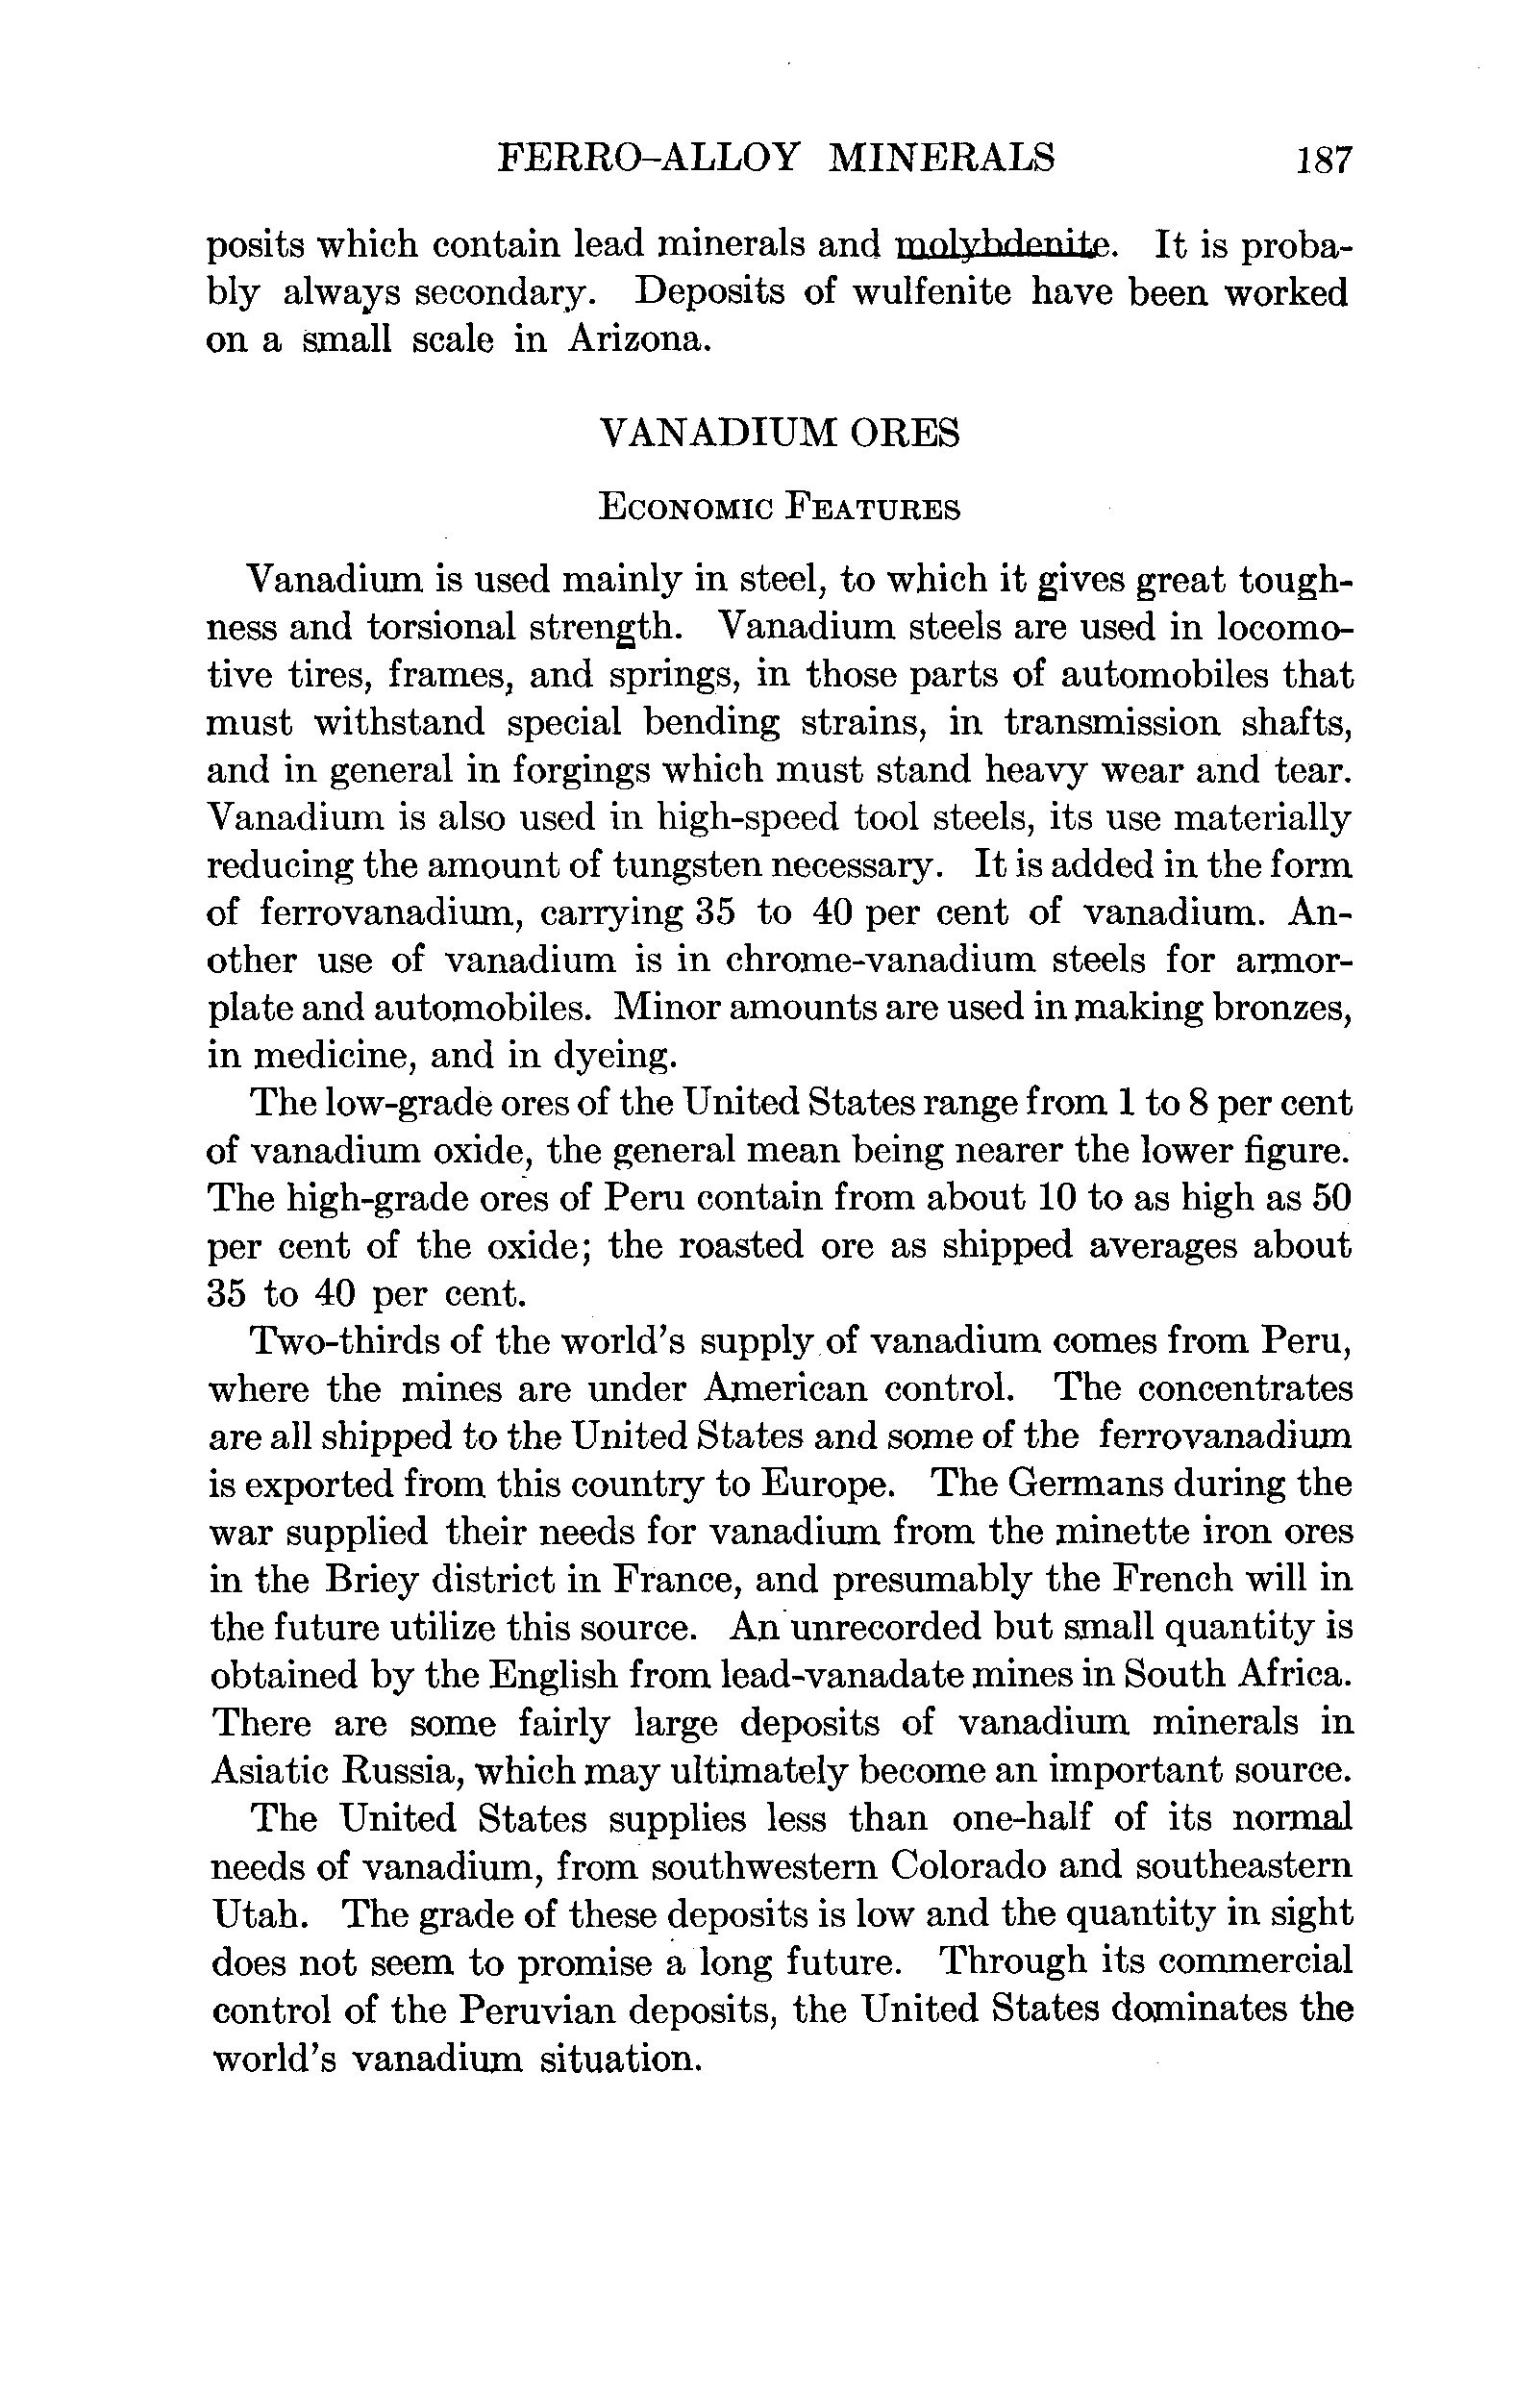 FERRO-ALLOY MINERALS 187
posits which contain lead minerals and molybdenite. It is proba-
bly always secondary. Deposits of wulfenite have been worked
on a small scale in Arizona.
VANADIUM ORES
Economic Features
Vanadium is used mainly in steel, to which it gives great tough-
ness and torsional strength. Vanadium steels are used in locomo-
tive tires, frames, and springs, in those parts of automobiles that
must withstand special bending strains, in transmission shafts,
and in general in forgings which must stand heavy wear and tear.
Vanadium is also used in high-speed tool steels, its use materially
reducing the amount of tungsten necessary. It is added in the form
of ferrovanadium, carrying 35 to 40 per cent of vanadium. An-
other use of vanadium is in chrome-vanadium steels for armor-
plate and automobiles. Minor amounts are used in making bronzes,
in medicine, and in dyeing.
The low-grade ores of the United States range from 1 to 8 per cent
of vanadium oxide, the general mean being nearer the lower figure.
The high-grade ores of Peru contain from about 10 to as high as 50
per cent of the oxide; the roasted ore as shipped averages about
35 to 40 per cent.
Two-thirds of the world's supply of vanadium comes from Peru,
where the mines are under American control. The concentrates
are all shipped to the United States and some of the ferrovanadium
is exported from this country to Europe. The Germans during the
war supplied their needs for vanadium from the minette iron ores
in the Briey district in France, and presumably the French will in
the future utilize this source. An unrecorded but small quantity is
obtained by the English from lead-vanadate mines in South Africa.
There are some fairly large deposits of vanadium minerals in
Asiatic Russia, which may ultimately become an important source.
The United States supplies less than one-half of its normal
needs of vanadium, from southwestern Colorado and southeastern
Utah. The grade of these deposits is low and the quantity in sight
does not seem to promise a long future. Through its commercial
control of the Peruvian deposits, the United States dominates the
world's vanadium situation.